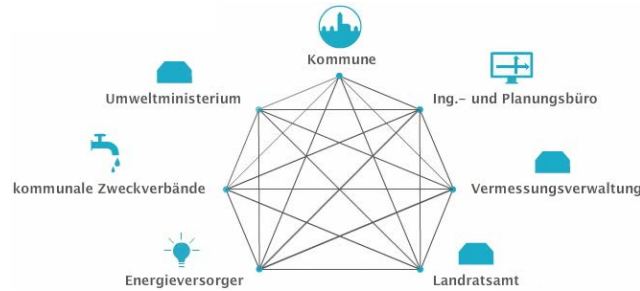 Kommune
Umweltministerium
Ing.- und Planungsbüro
kommunale Zweckverbände
Vermessungsverwaltung
Energieversorger
Landratsamt